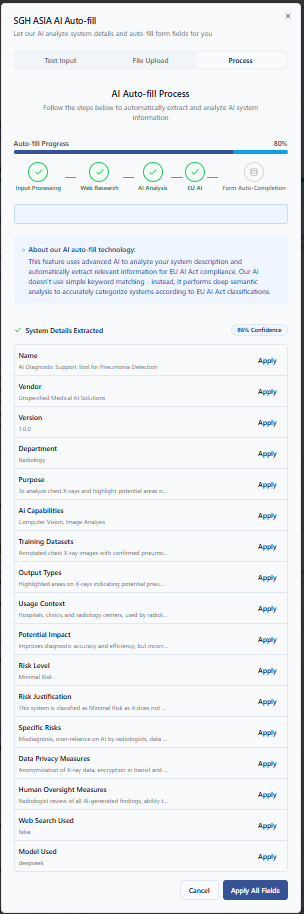 SGH ASIA AI Auto-fill
Let our AI analyze system details and auto-fill form fields for you
Text Input
File Upload
Process
AI Auto-fill Process
Follow the steps below to automatically extract and analyze AI system
information
Auto-fill Progress
80%
Input Processing
Web Research
AI Analysis
EU AI
Form Auto-Completion
About our AI auto-fill technology:
This feature uses advanced AI to analyze your system description and
automatically extract relevant information for EU AI Act compliance. Our AI
doesn't use simple keyword matching - instead, it performs deep semantic
analysis to accurately categorize systems according to EU AI Act classifications.
System Details Extracted
86% Confidence
Name
AI Diagnostic Support Tool for Pneumonia Detection
Apply
Vendor
Unspecified Medical AI Solutions
Apply
Version
1.0.0
Apply
Department
Radiology
Apply
Purpose
To analyze chest X-rays and highlight potential areas o...
Apply
Ai Capabilities
Computer Vision, Image Analysis
Apply
Training Datasets
Annotated chest X-ray images with confirmed pneumo...
Apply
Output Types
Highlighted areas on X-rays indicating potential pneu...
Apply
Usage Context
Hospitals, clinics, and radiology centers, used by radiol...
Apply
Potential Impact
Improves diagnostic accuracy and efficiency, but incorr...
Apply
Risk Level
Minimal Risk
Apply
Risk Justification
This system is classified as Minimal Risk as it does not ...
Apply
Specific Risks
Misdiagnosis, over-reliance on AI by radiologists, data ...
Apply
Data Privacy Measures
Anonymization of X-ray data, encryption in transit and ...
Apply
Human Oversight Measures
Radiologist review of all AI-generated findings, ability t...
Apply
Web Search Used
false
Apply
Model Used
deepseek
Apply
Cancel
Apply All Fields